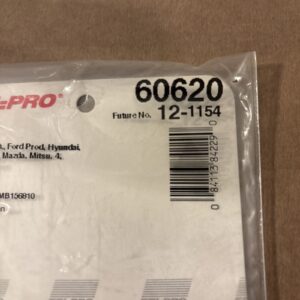 -PRO®
60620
Future No. 12-1154
Ford Prod, Hyundai,
Mazda, Mitsu, 4,
MB156810
0 84113 84229 0